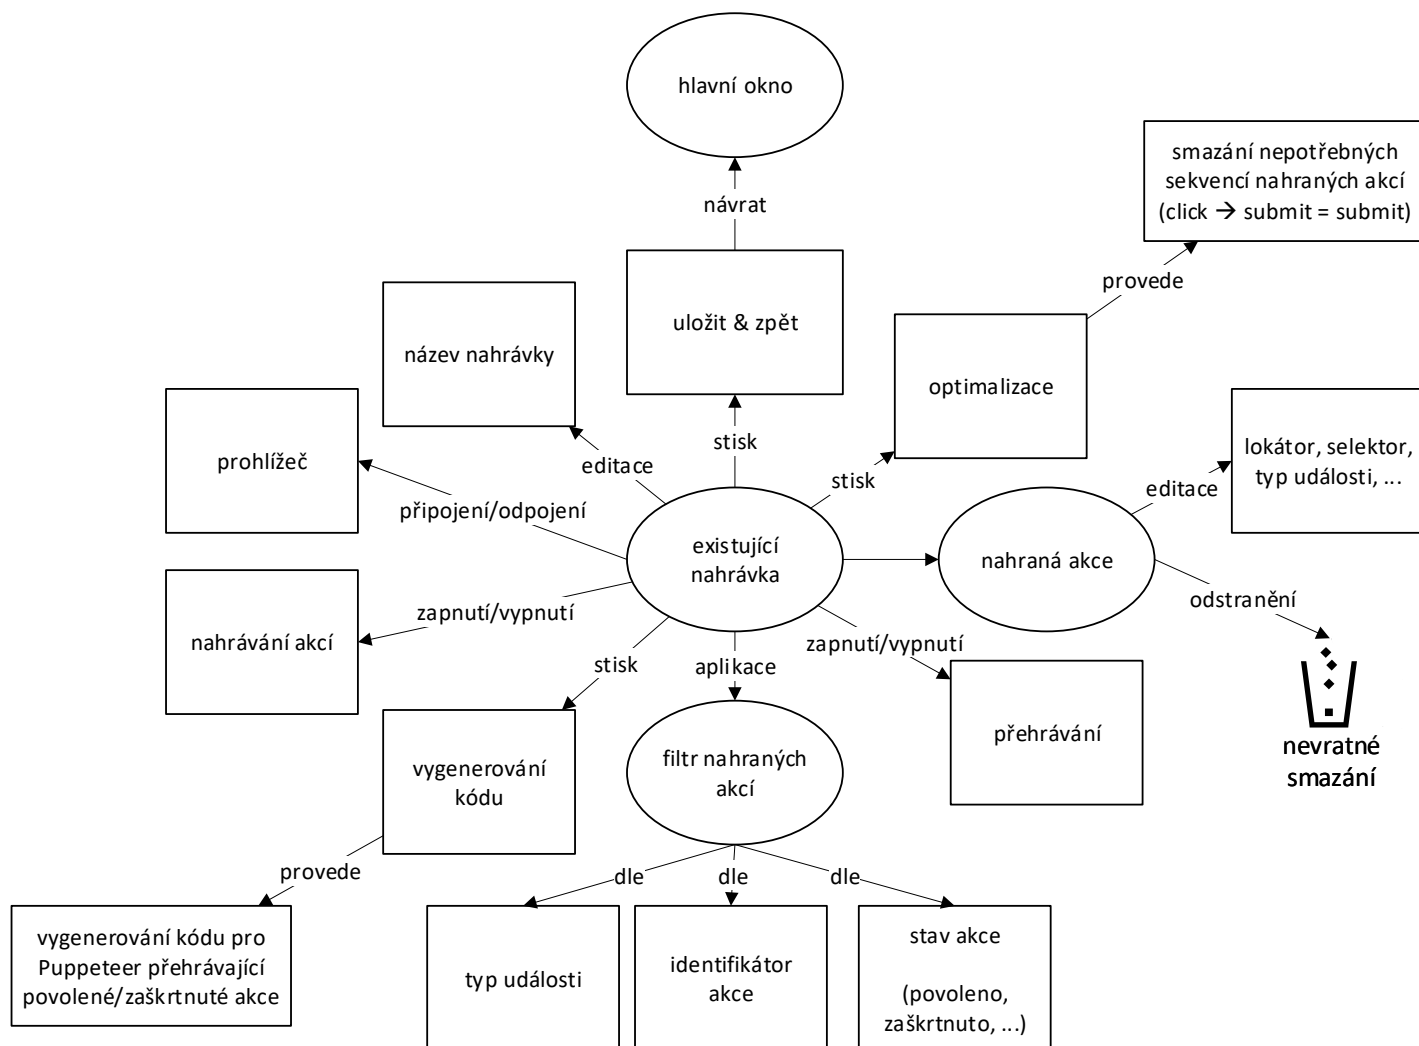 hlavní okno
smazání nepotřebných
sekvencí nahraných akcí
(click → submit = submit)
návrat
provede
uložit & zpět
název nahrávky
optimalizace
prohlížeč
stisk
lokátor, selektor,
typ události, ...
editace
stisk
editace
připojení/odpojení
existující
nahrávka
nahraná akce
odstranění
zapnutí/vypnutí
nahrávání akcí
zapnutí/vypnutí
stisk
aplikace
přehrávání
nevratné
smazání
filtr nahraných
akcí
vygenerování
kódu
provede
dle
dle
dle
vygenerování kódu pro
Puppeteer přehrávající
povolené/zaškrtnuté akce
typ události
identifikátor
akce
stav akce
(povoleno,
zaškrtnuto, ...)